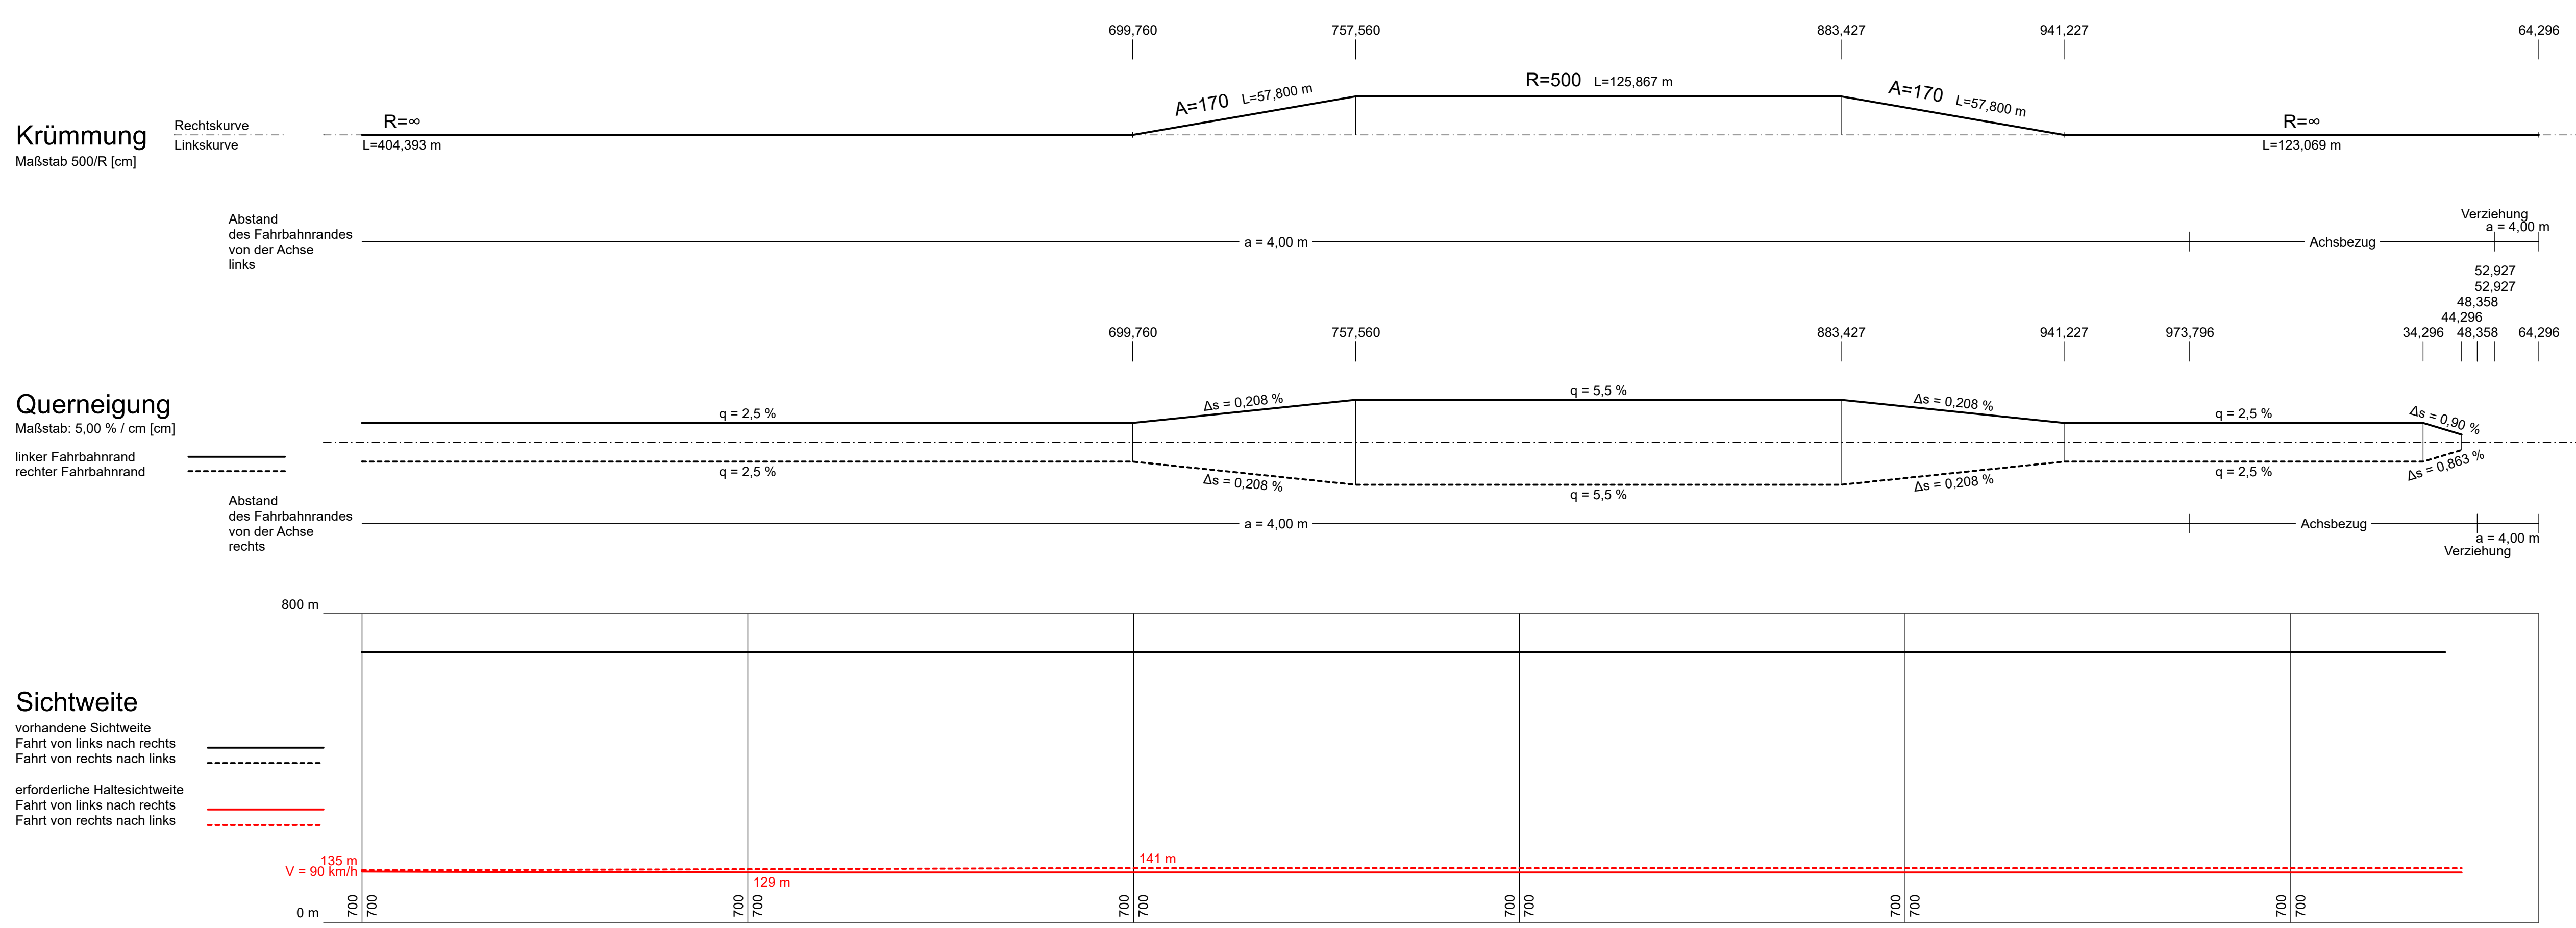 699,760
757,560
883,427
941,227
64,296
Krümmung
Maßstab 500/R [cm]
Rechtskurve
Linkskurve
R=∞
L=404,393 m
A=170 L=57,800 m
R=500 L=125,867 m
A=170 L=57,800 m
R=∞
L=123,069 m
Abstand
des Fahrbahnrandes
von der Achse
links
a = 4,00 m
Achsbezug
Verziehung
a = 4,00 m
52,927
52,927
48,358
44,296
699,760
757,560
883,427
941,227
973,796
34,296
48,358
64,296
Querneigung
Maßstab: 5,00 % / cm [cm]
linker Fahrbahnrand
rechter Fahrbahnrand
q = 2,5 %
Δs = 0,208 %
q = 5,5 %
Δs = 0,208 %
q = 2,5 %
Δs = 0,90 %
q = 2,5 %
Δs = 0,208 %
q = 5,5 %
Δs = 0,208 %
q = 2,5 %
Δs = 0,863 %
Abstand
des Fahrbahnrandes
von der Achse
rechts
a = 4,00 m
Achsbezug
a = 4,00 m
Verziehung
800 m
Sichtweite
vorhandene Sichtweite
Fahrt von links nach rechts
Fahrt von rechts nach links
erforderliche Haltesichtweite
Fahrt von links nach rechts
Fahrt von rechts nach links
135 m
V = 90 km/h
129 m
141 m
0 m
700
700
700
700
700
700
700
700
700
700
700
700